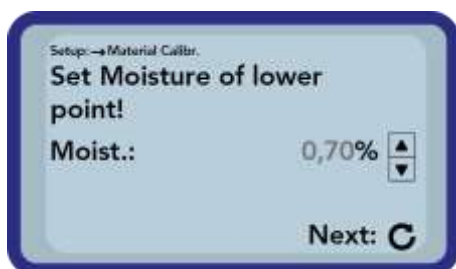 Setup:→Material Calibr.
Set Moisture of lower
point!
Moist.: 0,70%
Next: